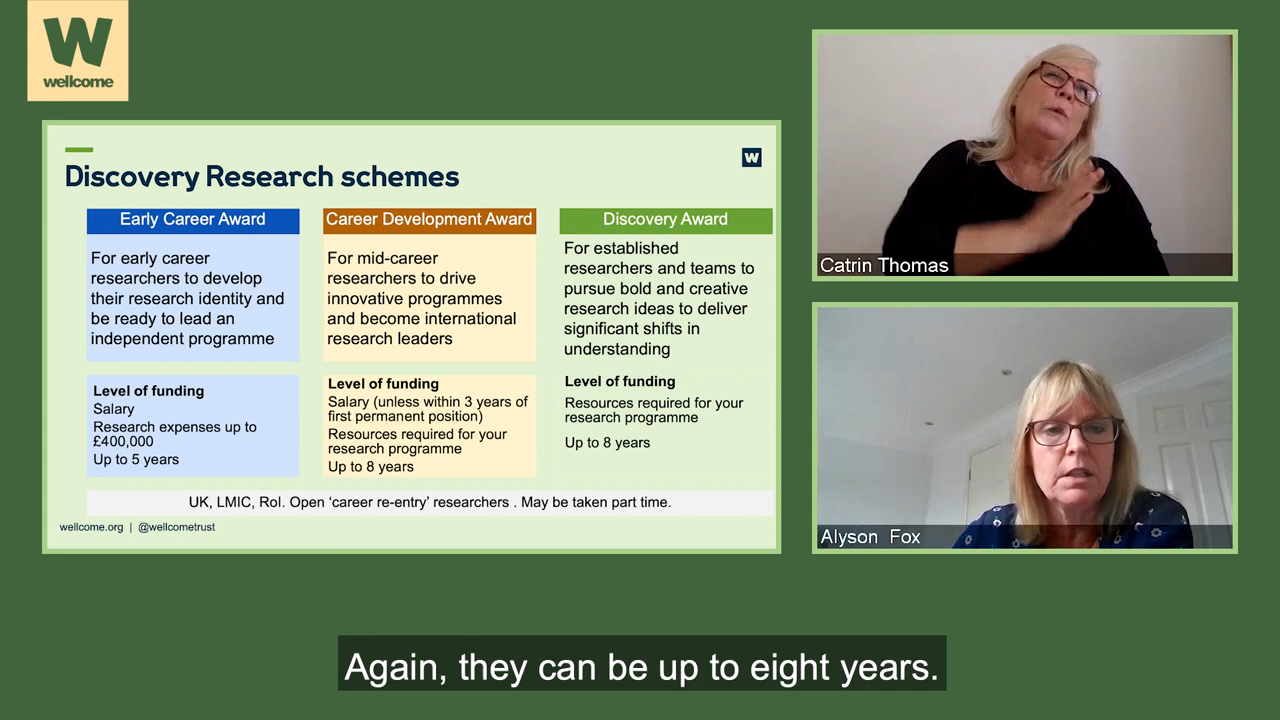 W
wellcome
W
Discovery Research schemes
Early Career Award
For early career
researchers to develop
their research identity and
be ready to lead an
independent programme
Level of funding
Salary
Research expenses up to
£400,000
Up to 5 years
Career Development Award
For mid-career
researchers to drive
innovative programmes
and become international
research leaders
Level of funding
Salary (unless within 3 years of
first permanent position)
Resources required for your
research programme
Up to 8 years
Discovery Award
For established
researchers and teams to
pursue bold and creative
research ideas to deliver
significant shifts in
understanding
Level of funding
Resources required for your
research programme
Up to 8 years
UK, LMIC, RoI. Open ‘career re-entry’ researchers . May be taken part time.
wellcome.org | @wellcometrust
Catrin Thomas
Alyson Fox
Again, they can be up to eight years.